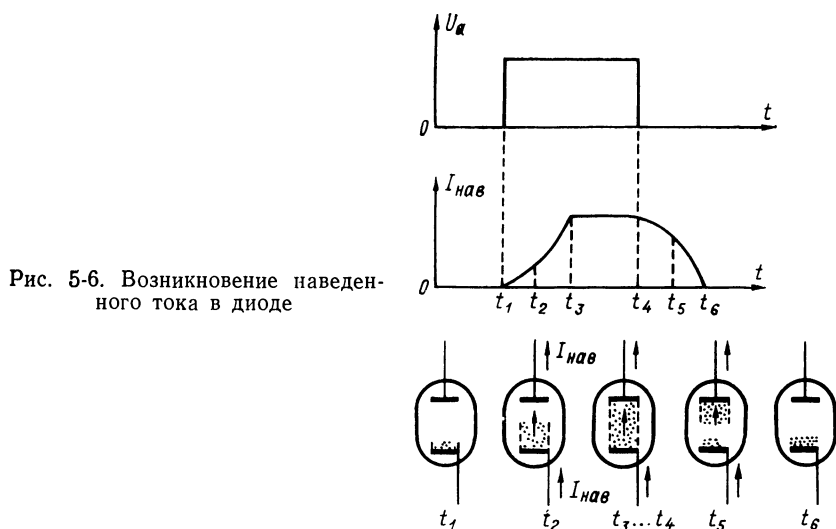 U_a
t
0
I_нав
t
0
t_1 t_2 t_3 t_4 t_5 t_6
Рис. 5-6. Возникновение наведен-
ного тока в диоде
I_нав
I_нав
t_1 t_2 t_3...t_4 t_5 t_6